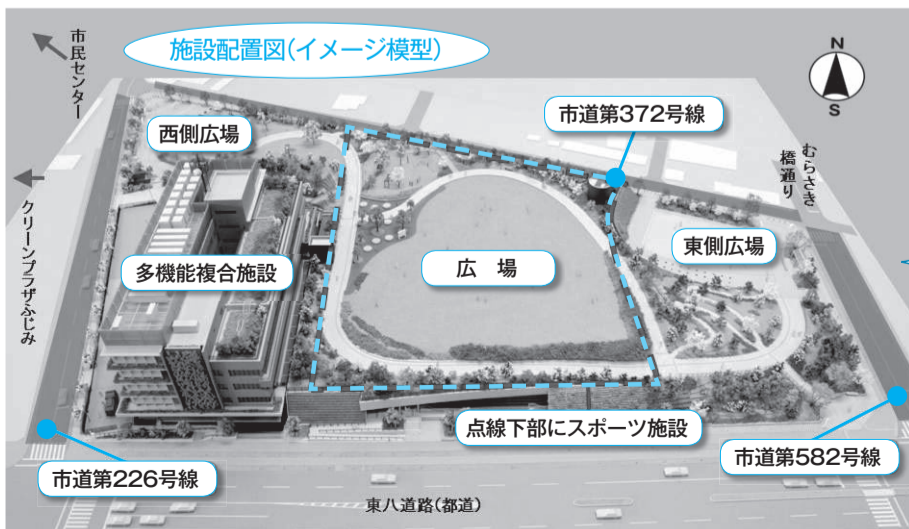 施設配置図(イメージ模型)
市民センター
N
S
西側広場
市道第372号線
むらさき
橋通り
クリーンプラザふじみ
多機能複合施設
広 場
東側広場
点線下部にスポーツ施設
市道第226号線
市道第582号線
東八道路(都道)